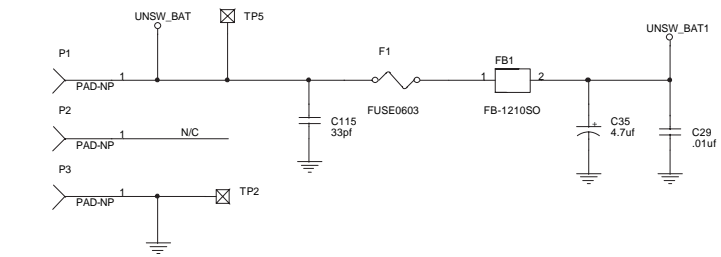 UNSW_BAT
TP5
UNSW_BAT1
P1
1
PAD-NP
F1
FUSE0603
FB1
1
2
FB-1210SO
P2
1
N/C
PAD-NP
C115
33pf
+
C35
4.7uf
C29
.01uf
P3
1
PAD-NP
TP2